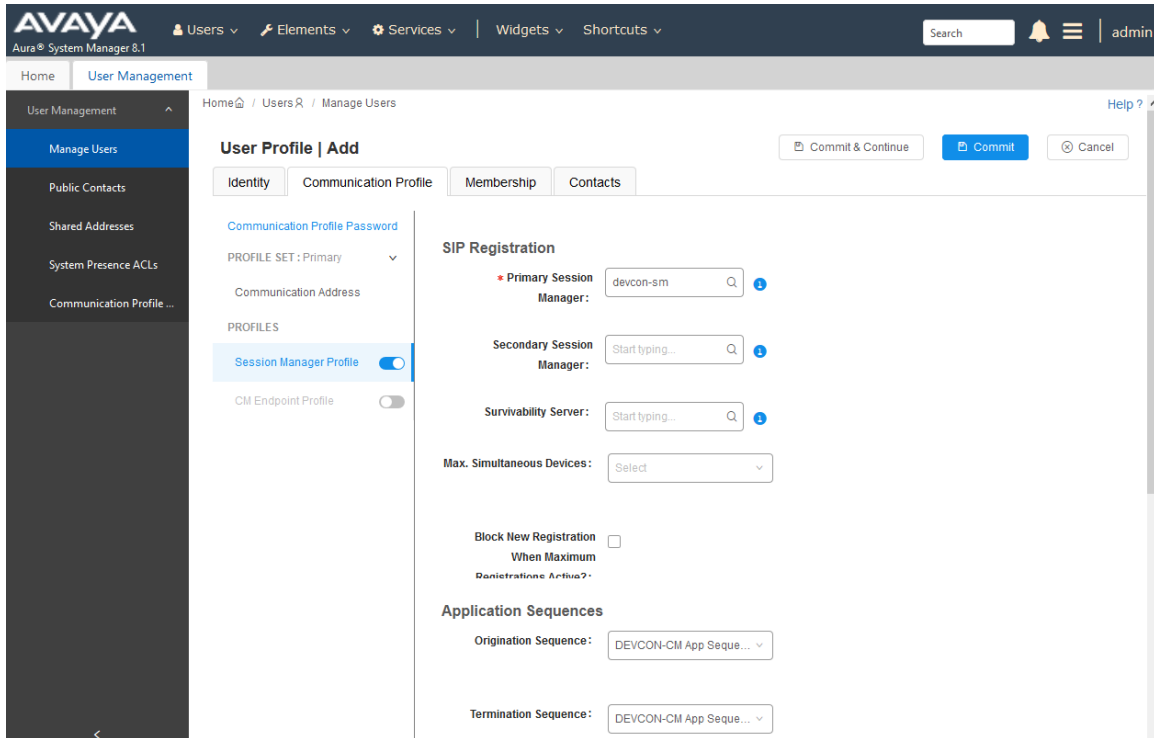 AVAYA
Aura® System Manager 8.1
Users
Elements
Services
Widgets
Shortcuts
Search
admin
Home
User Management
User Management
Manage Users
Public Contacts
Shared Addresses
System Presence ACLs
Communication Profile ...
Home / Users / Manage Users
Help ?
User Profile | Add
Commit & Continue
Commit
Cancel
Identity
Communication Profile
Membership
Contacts
Communication Profile Password
PROFILE SET : Primary
Communication Address
PROFILES
Session Manager Profile
CM Endpoint Profile
SIP Registration
* Primary Session
Manager :
devcon-sm
Secondary Session
Manager :
Start typing...
Survivability Server :
Start typing...
Max. Simultaneous Devices :
Select
Block New Registration
When Maximum
Registrations Active? :
Application Sequences
Origination Sequence :
DEVCON-CM App Seque...
Termination Sequence :
DEVCON-CM App Seque...